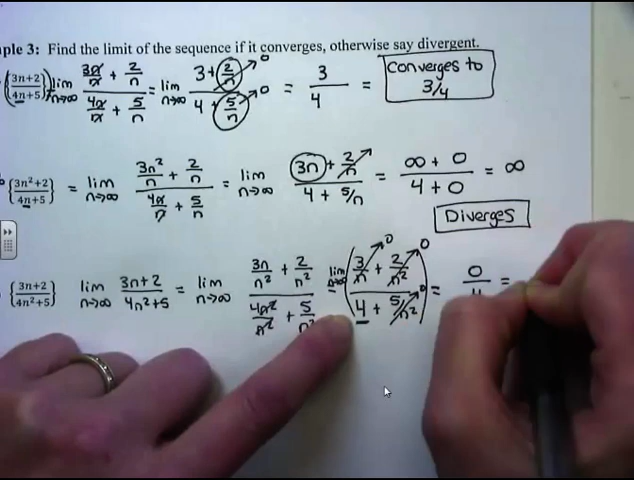 ple 3: Find the limit of the sequence if it converges, otherwise say divergent.
{(3n+2)/(4n+5)} lim n→∞ (3n/n + 2/n)/(4n/n + 5/n) = lim n→∞ (3 + 2/n → 0)/(4 + 5/n → 0) = 3/4 = Converges to 3/4
{(3n²+2)/(4n+5)} = lim n→∞ (3n²/n + 2/n)/(4n/n + 5/n) = lim n→∞ (3n + 2/n)/(4 + 5/n) = (∞ + 0)/(4 + 0) = ∞
Diverges
{(3n+2)/(4n²+5)} lim n→∞ (3n+2)/(4n²+5) = lim n→∞ (3n/n² + 2/n²)/(4n²/n² + 5/n²) = lim n→∞ ((3/n → 0 + 2/n² → 0)/(4 + 5/n² → 0)) = 0/4 =